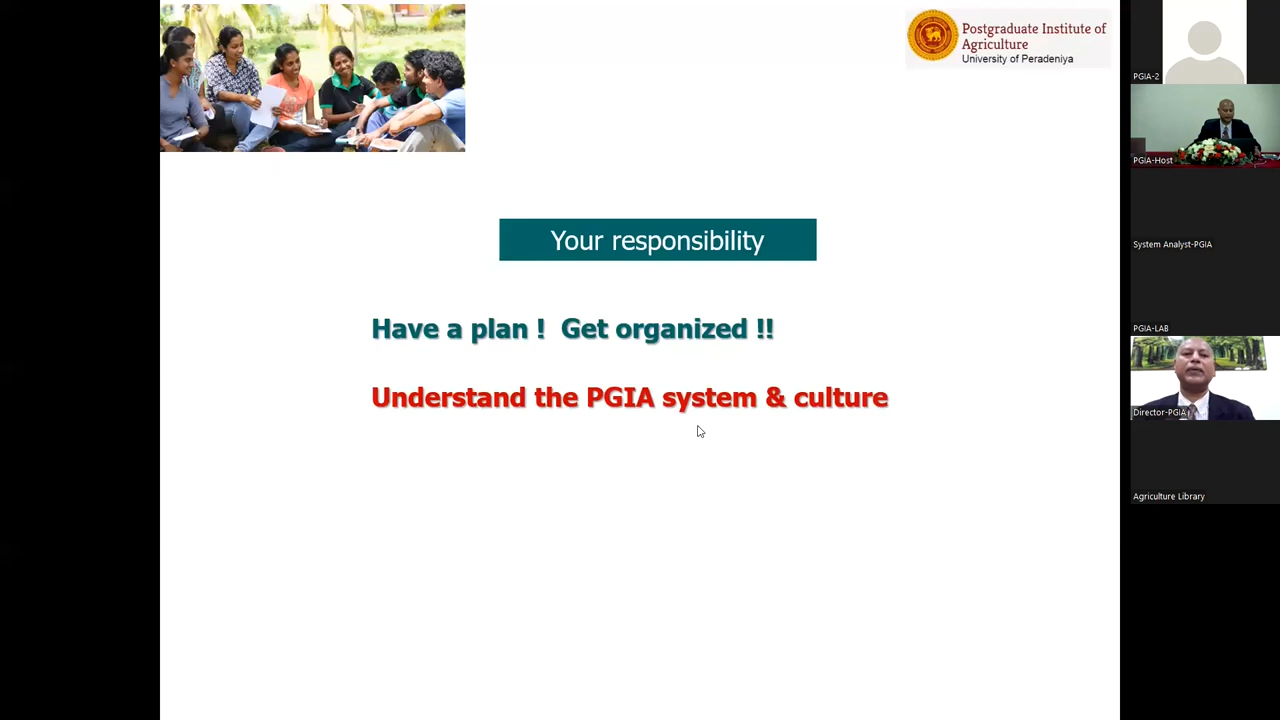 Postgraduate Institute of
Agriculture
University of Peradeniya
Your responsibility
Have a plan ! Get organized !!
Understand the PGIA system & culture
PGIA-2
PGIA-Host
System Analyst-PGIA
PGIA-LAB
Director-PGIA
Agriculture Library